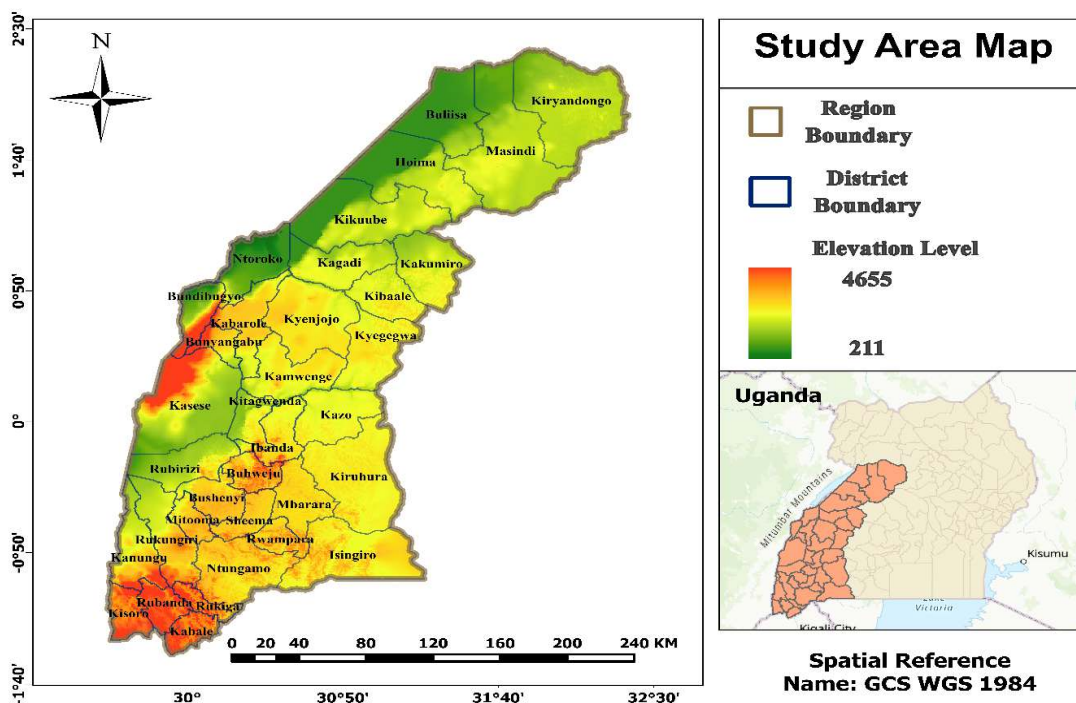 2°30'
1°40'
0°50'
0°
-0°50'
-1°40'
N
Kiryandongo
Buliisa
Masindi
Hoima
Kikuube
Ntoroko
Kagadi
Kakumiro
Bundibugyo
Kibaale
Kabarole
Kyenjojo
Bunyangabu
Kyegegwa
Kamwenge
Kasese
Kitagwenda
Kazo
Ibanda
Rubirizi
Buhweju
Kiruhura
Bushenyi
Mbarara
Mitooma
Sheema
Rukungiri
Rwampara
Kanungu
Isingiro
Ntungamo
Rubanda
Kisoro
Rukiga
Kabale
0 20 40 80 120 160 200 240 KM
30°
30°50'
31°40'
32°30'
Study Area Map
Region
Boundary
District
Boundary
Elevation Level
4655
211
Uganda
Mitumbar Mountains
Kisumu
Lake
Victoria
Kigali City
Spatial Reference
Name: GCS WGS 1984